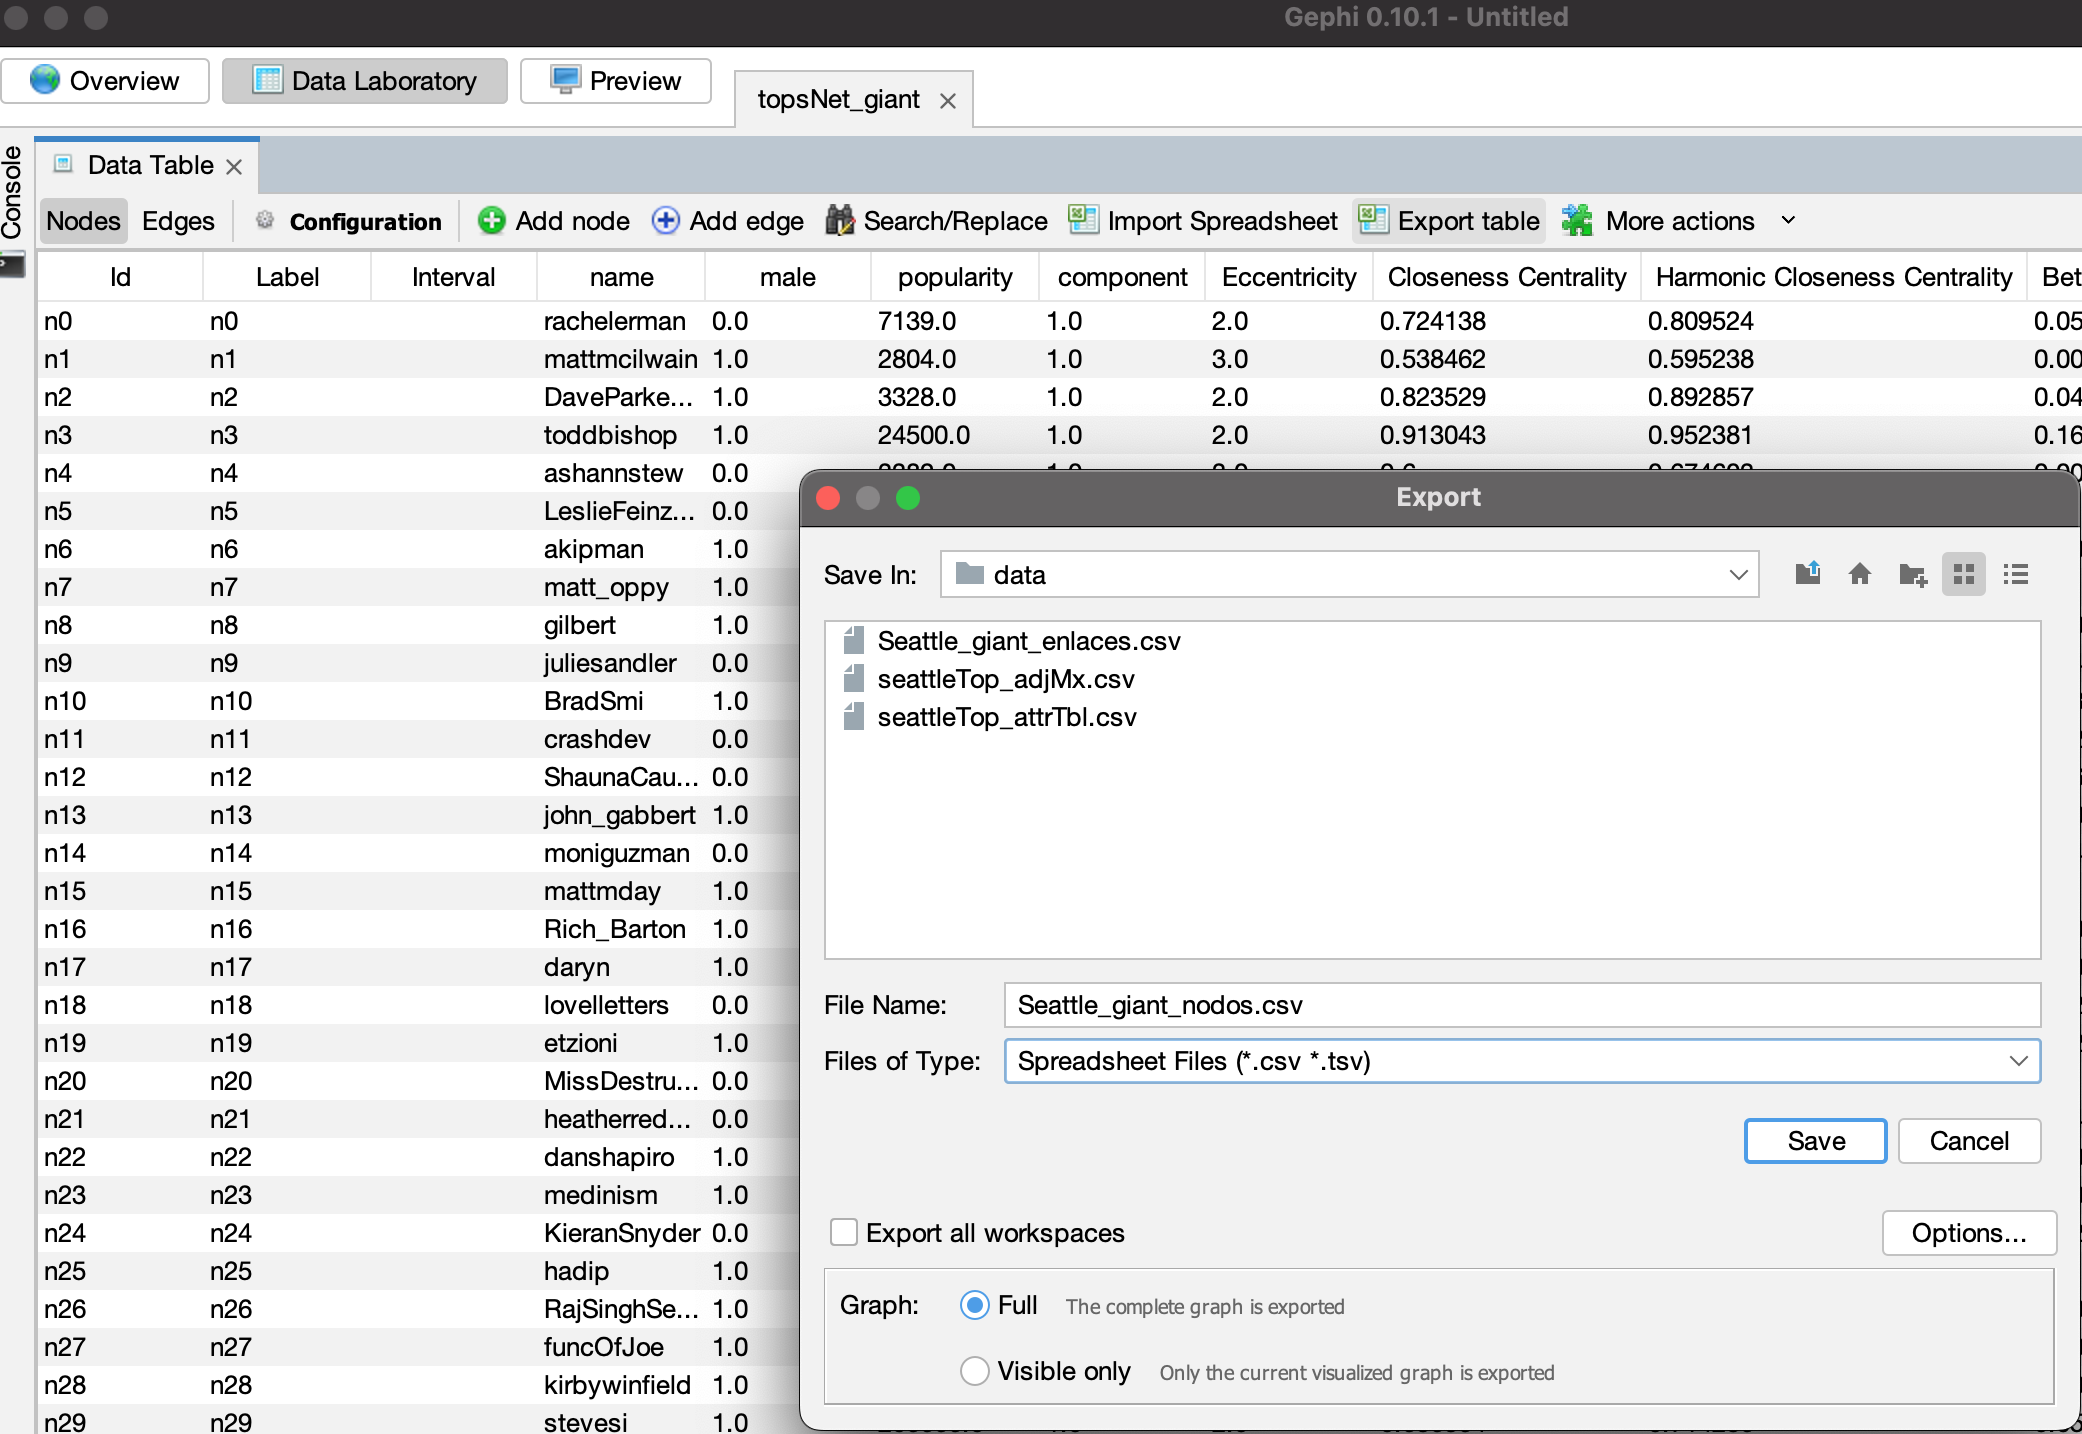 Gephi 0.10.1 - Untitled
Overview Data Laboratory Preview topsNet_giant
Console
Data Table
Nodes Edges Configuration Add node Add edge Search/Replace Import Spreadsheet Export table More actions
Id Label Interval name male popularity component Eccentricity Closeness Centrality Harmonic Closeness Centrality Bet
n0 n0 rachelerman 0.0 7139.0 1.0 2.0 0.724138 0.809524 0.05
n1 n1 mattmcilwain 1.0 2804.0 1.0 3.0 0.538462 0.595238 0.00
n2 n2 DaveParke... 1.0 3328.0 1.0 2.0 0.823529 0.892857 0.04
n3 n3 toddbishop 1.0 24500.0 1.0 2.0 0.913043 0.952381 0.16
n4 n4 ashannstew 0.0
n5 n5 LeslieFeinz... 0.0
n6 n6 akipman 1.0
n7 n7 matt_oppy 1.0
n8 n8 gilbert 1.0
n9 n9 juliesandler 0.0
n10 n10 BradSmi 1.0
n11 n11 crashdev 0.0
n12 n12 ShaunaCau... 0.0
n13 n13 john_gabbert 1.0
n14 n14 moniguzman 0.0
n15 n15 mattmday 1.0
n16 n16 Rich_Barton 1.0
n17 n17 daryn 1.0
n18 n18 lovelletters 0.0
n19 n19 etzioni 1.0
n20 n20 MissDestru... 0.0
n21 n21 heatherred... 0.0
n22 n22 danshapiro 1.0
n23 n23 medinism 1.0
n24 n24 KieranSnyder 0.0
n25 n25 hadip 1.0
n26 n26 RajSinghSe... 1.0
n27 n27 funcOfJoe 1.0
n28 n28 kirbywinfield 1.0
n29 n29 stevesi 1.0
Export
Save In: data
Seattle_giant_enlaces.csv
seattleTop_adjMx.csv
seattleTop_attrTbl.csv
File Name: Seattle_giant_nodos.csv
Files of Type: Spreadsheet Files (*.csv *.tsv)
Save Cancel
Export all workspaces Options...
Graph: Full The complete graph is exported
Visible only Only the current visualized graph is exported